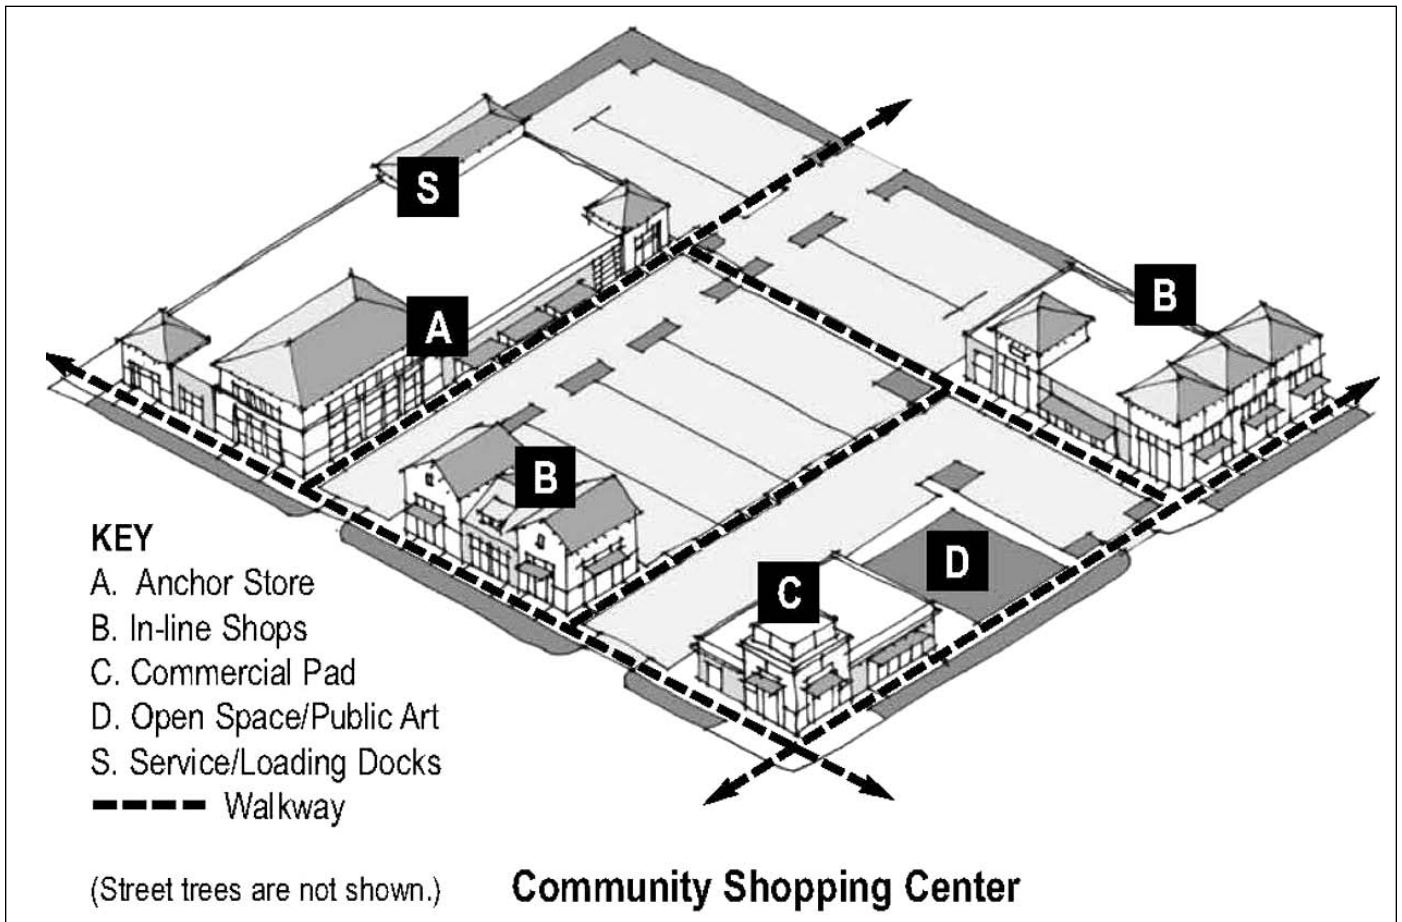 S
B
A
B
D
C
KEY
A. Anchor Store
B. In-line Shops
C. Commercial Pad
D. Open Space/Public Art
S. Service/Loading Docks
Walkway
(Street trees are not shown.)
Community Shopping Center